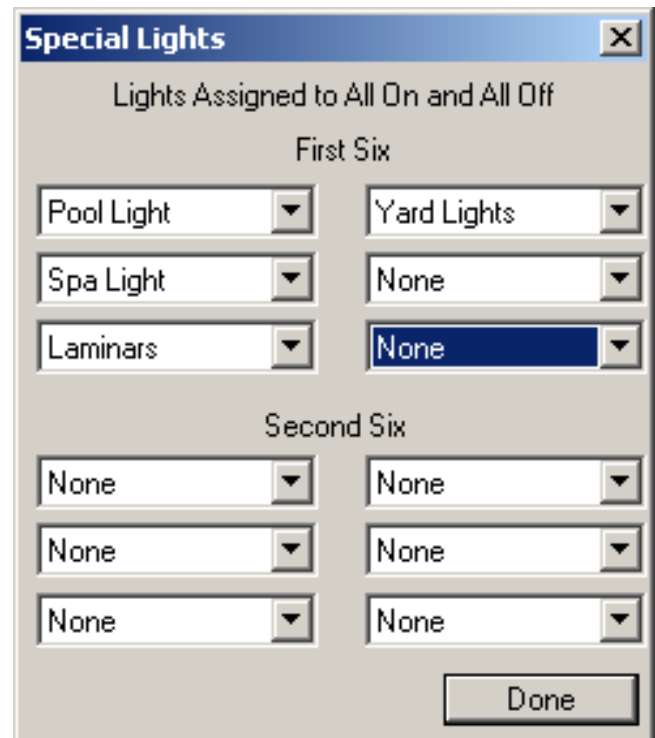 Special Lights
Lights Assigned to All On and All Off
First Six
Pool Light Yard Lights
Spa Light None
Laminars None
Second Six
None None
None None
None None
Done